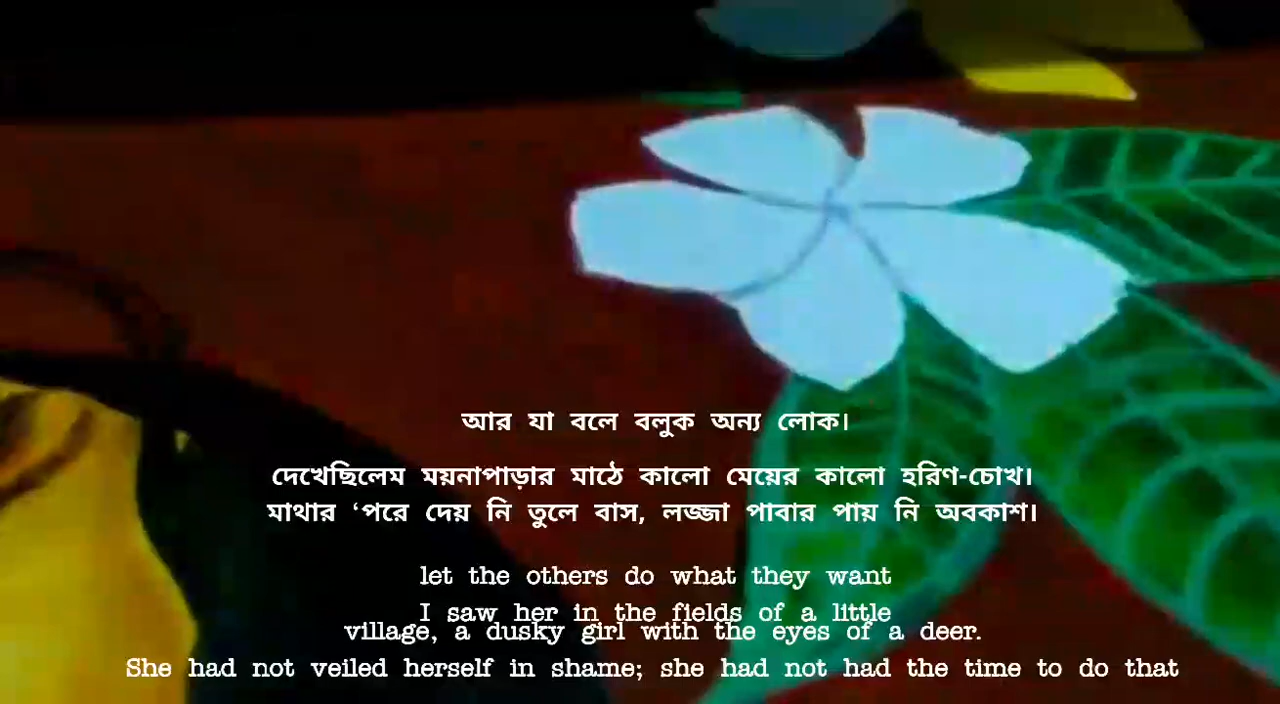 আর যা বলে বলুক অন্য লোক।
দেখেছিলেম ময়নাপাড়ার মাঠে কালো মেয়ের কালো হরিণ-চোখ।
মাথার ‘পরে দেয় নি তুলে বাস, লজ্জা পাবার পায় নি অবকাশ।
let the others do what they want
I saw her in the fields of a little
village, a dusky girl with the eyes of a deer.
She had not veiled herself in shame; she had not had the time to do that